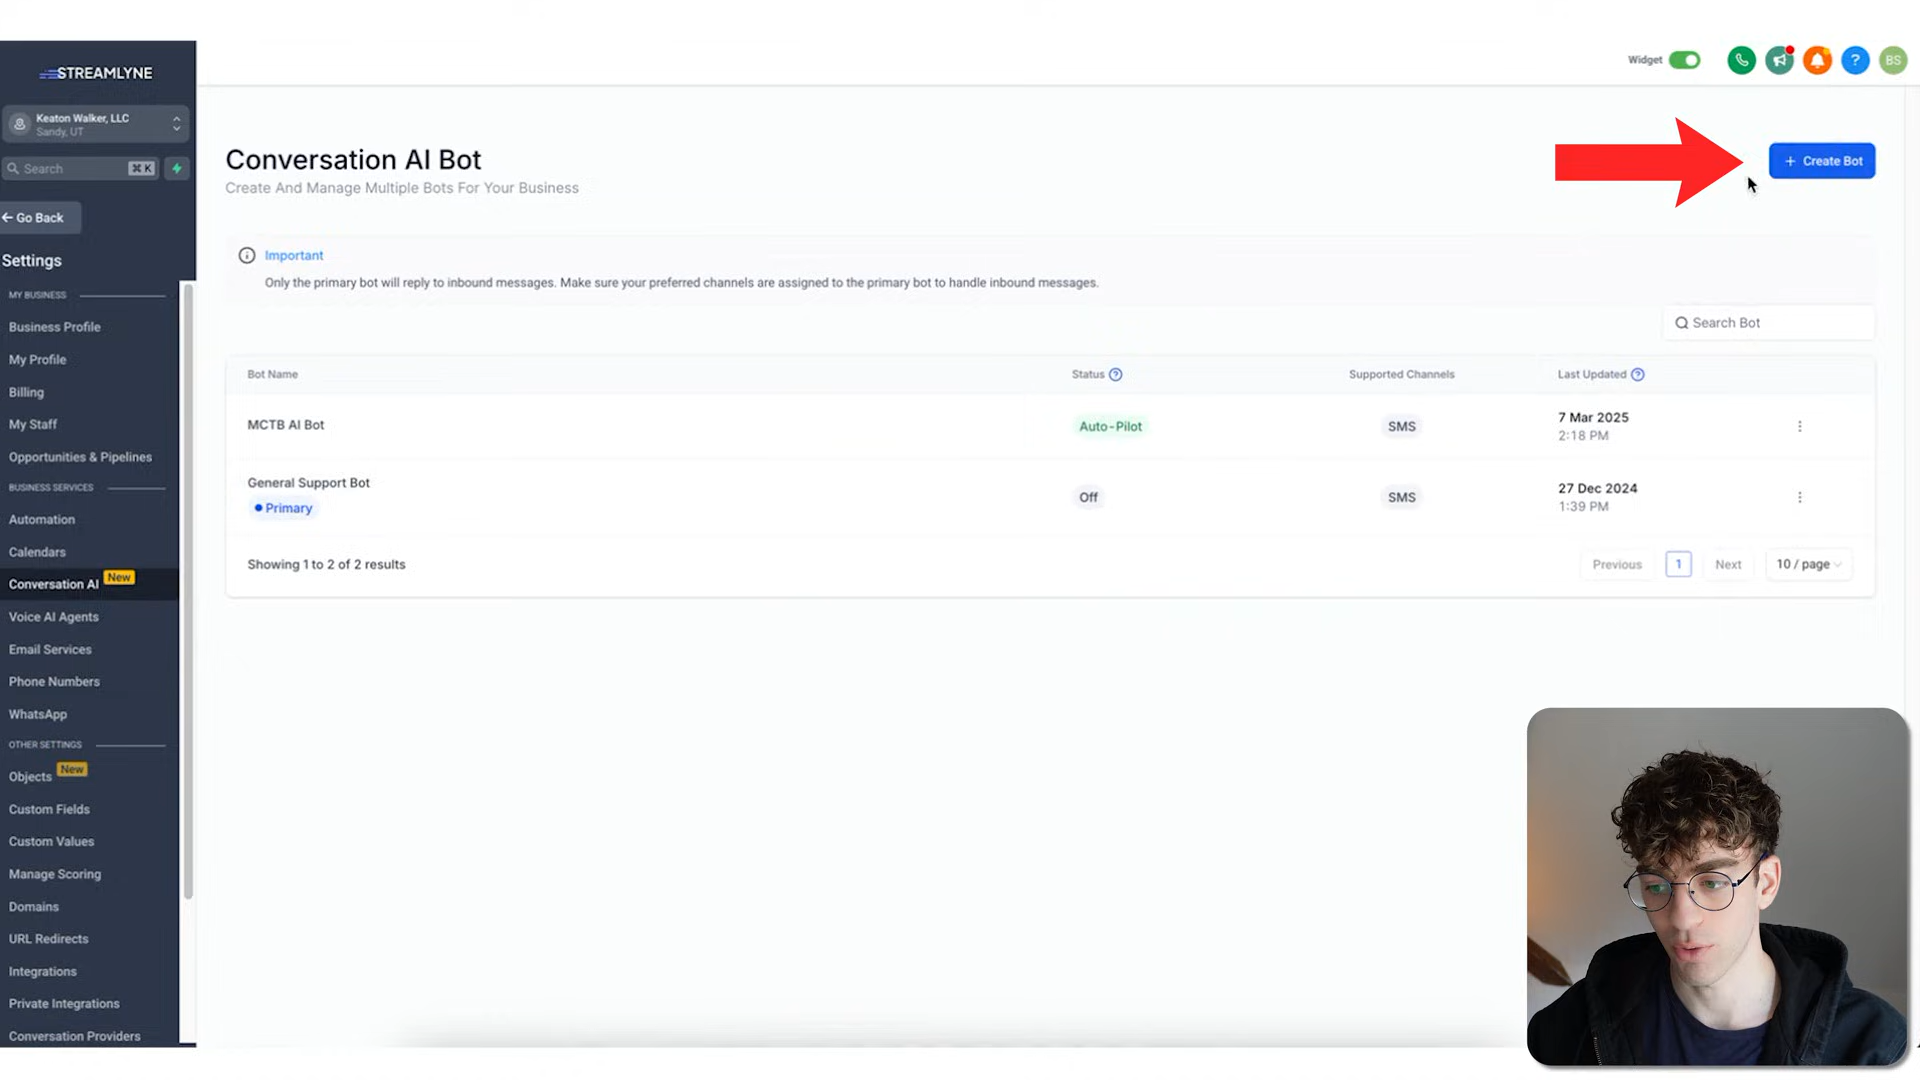 STREAMLYNE
Widget
?
BS
Keaton Walker, LLC
Sandy, UT
Search ⌘ K
← Go Back
Settings
MY BUSINESS
Business Profile
My Profile
Billing
My Staff
Opportunities & Pipelines
BUSINESS SERVICES
Automation
Calendars
Conversation AI New
Voice AI Agents
Email Services
Phone Numbers
WhatsApp
OTHER SETTINGS
Objects New
Custom Fields
Custom Values
Manage Scoring
Domains
URL Redirects
Integrations
Private Integrations
Conversation Providers
Conversation AI Bot
Create And Manage Multiple Bots For Your Business
+ Create Bot
Important
Only the primary bot will reply to inbound messages. Make sure your preferred channels are assigned to the primary bot to handle inbound messages.
Search Bot
Bot Name Status ? Supported Channels Last Updated ?
MCTB AI Bot Auto-Pilot SMS 7 Mar 2025
2:18 PM
General Support Bot Off SMS 27 Dec 2024
Primary 1:39 PM
Showing 1 to 2 of 2 results Previous 1 Next 10 / page